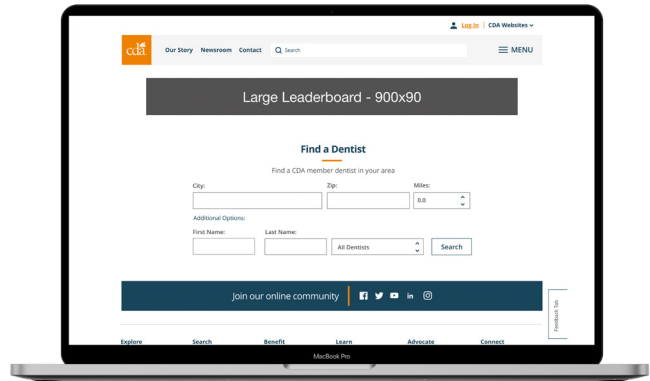 Log In | CDA Websites
cda.
Our Story Newsroom Contact Search MENU
Large Leaderboard - 900x90
Find a Dentist
Find a CDA member dentist in your area
City: Zip: Miles:
0.0
Additional Options:
First Name: Last Name:
All Dentists Search
Join our online community
Feedback Tab
Explore Search Benefit Learn Advocate Connect
MacBook Pro